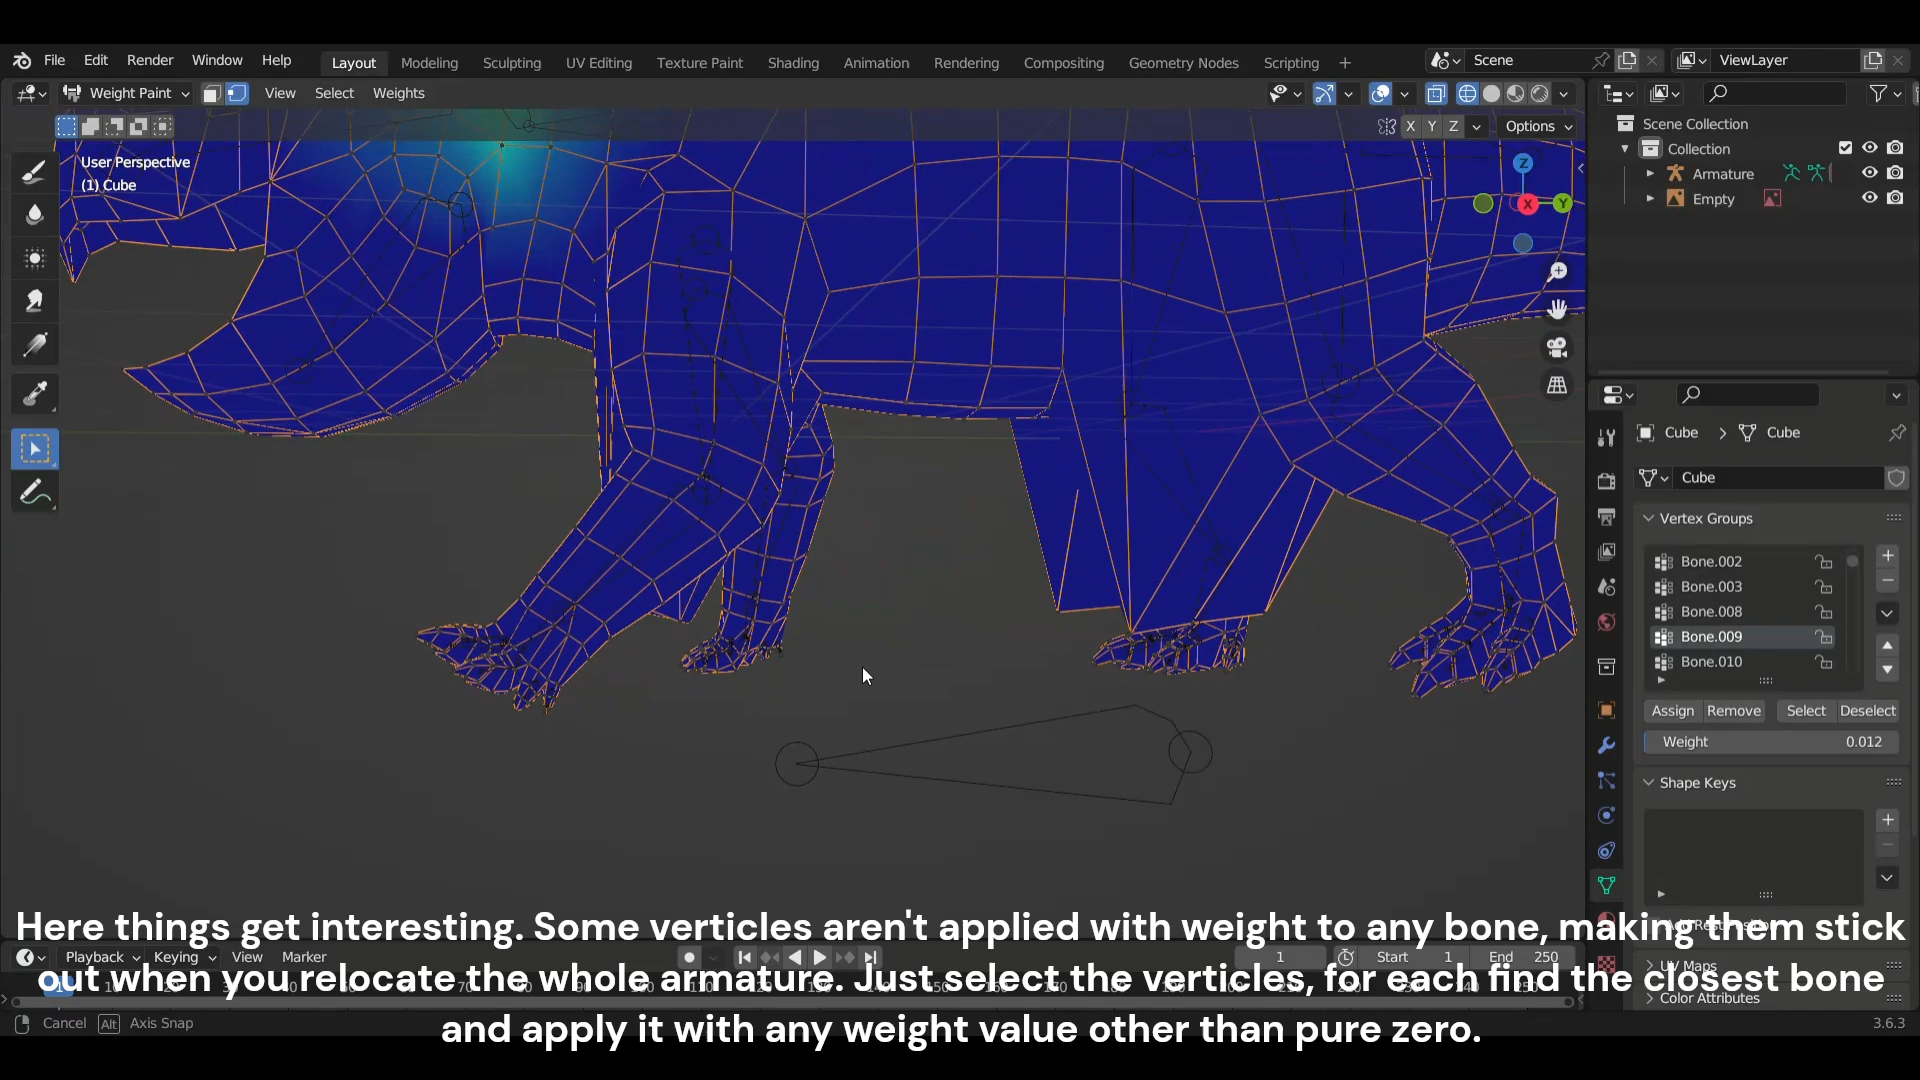 File Edit Render Window Help Layout Modeling Sculpting UV Editing Texture Paint Shading Animation Rendering Compositing Geometry Nodes Scripting + Scene ViewLayer
Weight Paint View Select Weights
X Y Z Options
User Perspective
(1) Cube
Z
X
Y
Scene Collection
Collection
Armature
Empty
Cube > Cube
Cube
Vertex Groups
Bone.002
Bone.003
Bone.008
Bone.009
Bone.010
Assign Remove Select Deselect
Weight 0.012
Shape Keys
Here things get interesting. Some verticles aren't applied with weight to any bone, making them stick
out when you relocate the whole armature. Just select the verticles, for each find the closest bone
and apply it with any weight value other than pure zero.
Playback Keying View Marker 1 Start 1 End 250
UV Maps
Color Attributes
Cancel Alt Axis Snap
3.6.3